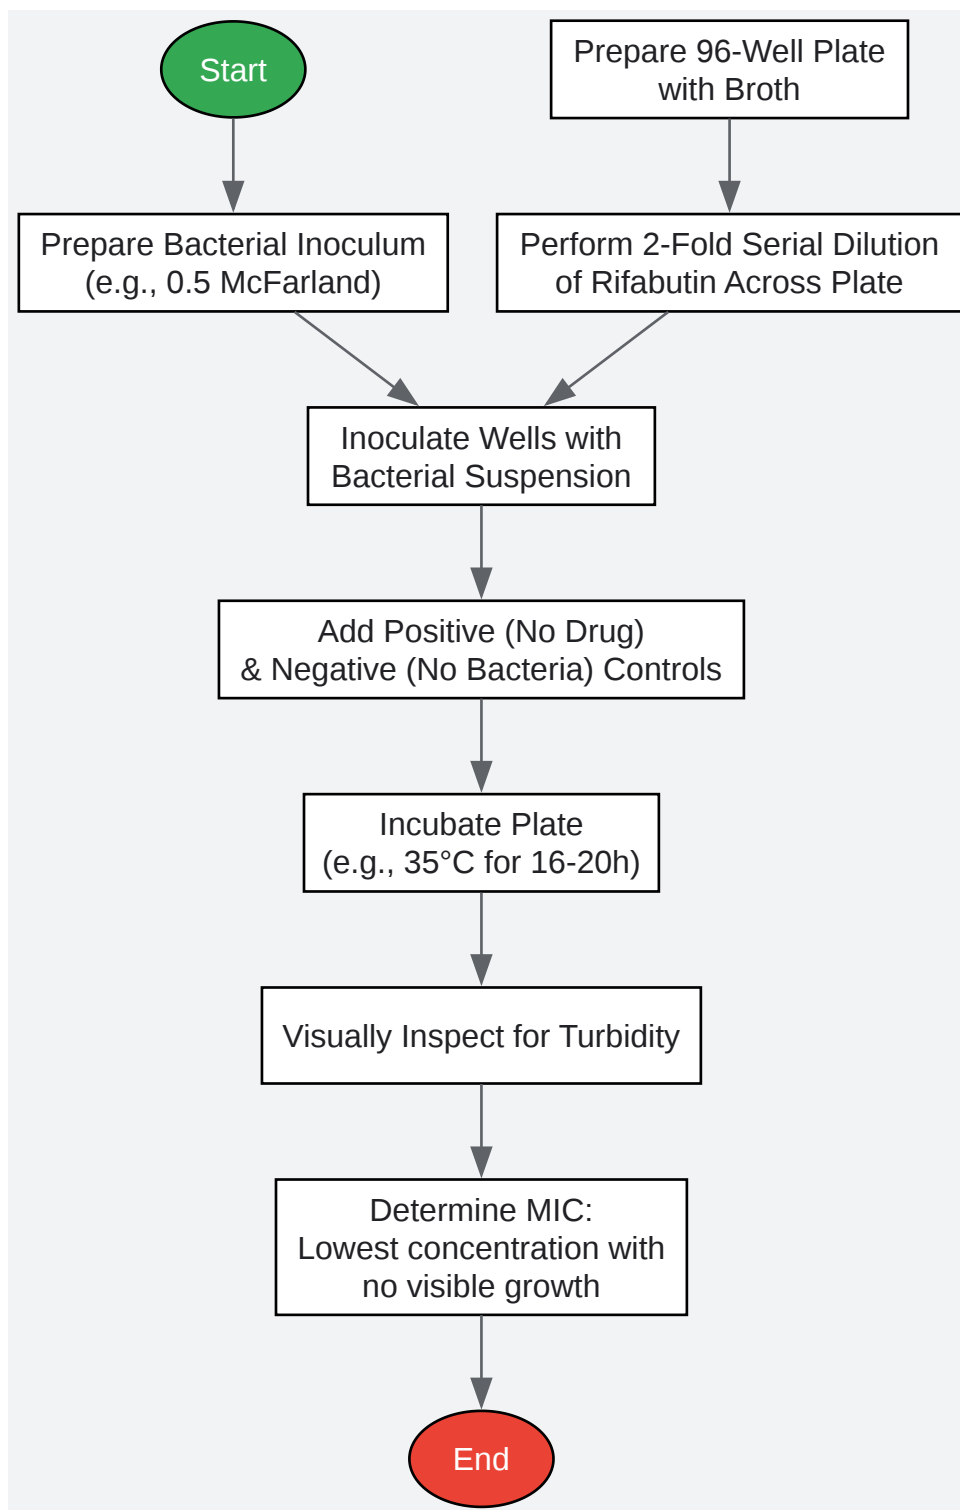 Start
Prepare 96-Well Plate
with Broth
Prepare Bacterial Inoculum
(e.g., 0.5 McFarland)
Perform 2-Fold Serial Dilution
of Rifabutin Across Plate
Inoculate Wells with
Bacterial Suspension
Add Positive (No Drug)
& Negative (No Bacteria) Controls
Incubate Plate
(e.g., 35°C for 16-20h)
Visually Inspect for Turbidity
Determine MIC:
Lowest concentration with
no visible growth
End